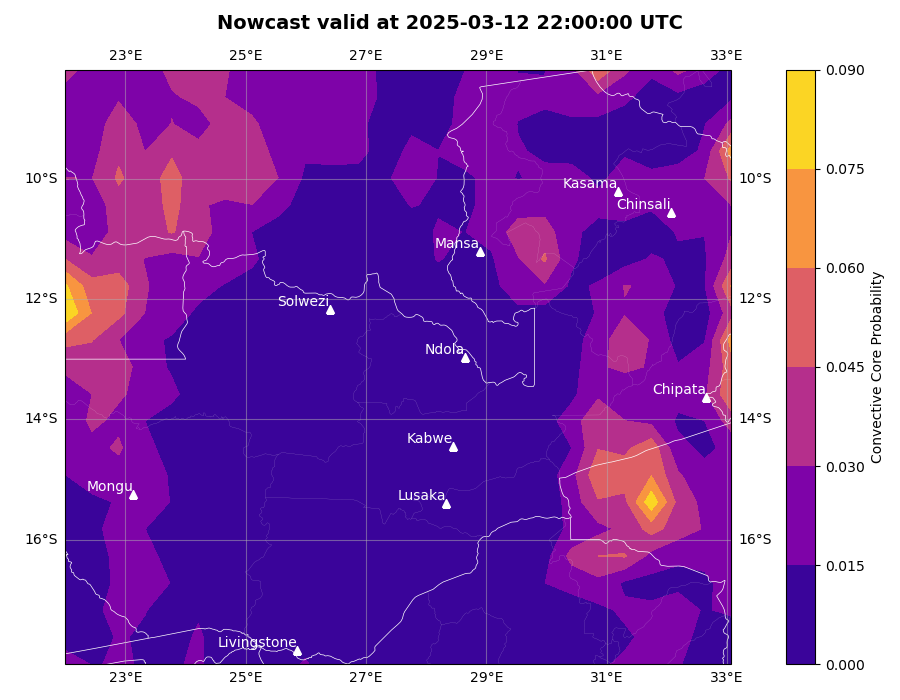 Nowcast valid at 2025-03-12 22:00:00 UTC
23°E 25°E 27°E 29°E 31°E 33°E
0.090
0.075
10°S Kasama 10°S
Chinsali
Mansa
0.060
12°S Solwezi 12°S
Ndola
0.045
Chipata
14°S 14°S
Kabwe
0.030
Mongu
Lusaka
16°S 16°S
0.015
Livingstone
0.000
23°E 25°E 27°E 29°E 31°E 33°E
Convective Core Probability